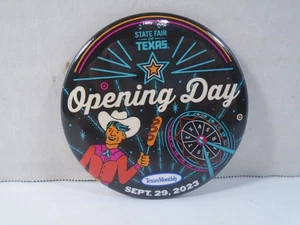 STATE FAIR
OF
TEXAS
Opening Day
TexasMonthly
SEPT. 29, 2023